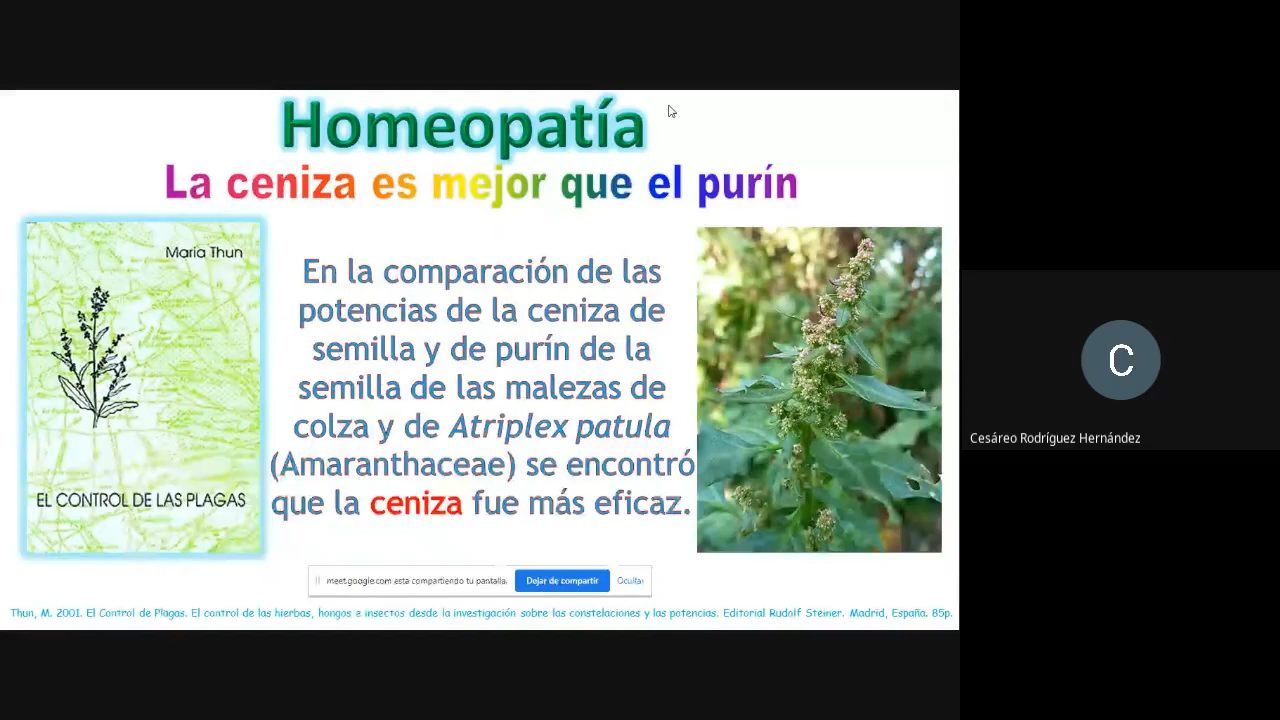 Homeopatía
La ceniza es mejor que el purín
Maria Thun
EL CONTROL DE LAS PLAGAS
En la comparación de las
potencias de la ceniza de
semilla y de purín de la
semilla de las malezas de
colza y de Atriplex patula
(Amaranthaceae) se encontró
que la ceniza fue más eficaz.
meet.google.com está compartiendo tu pantalla.
Dejar de compartir
Ocultar
Thun, M. 2001. El Control de Plagas. El control de las hierbas, hongos e insectos desde la investigación sobre las constelaciones y las potencias. Editorial Rudolf Steiner. Madrid, España. 85p.
C
Cesáreo Rodríguez Hernández